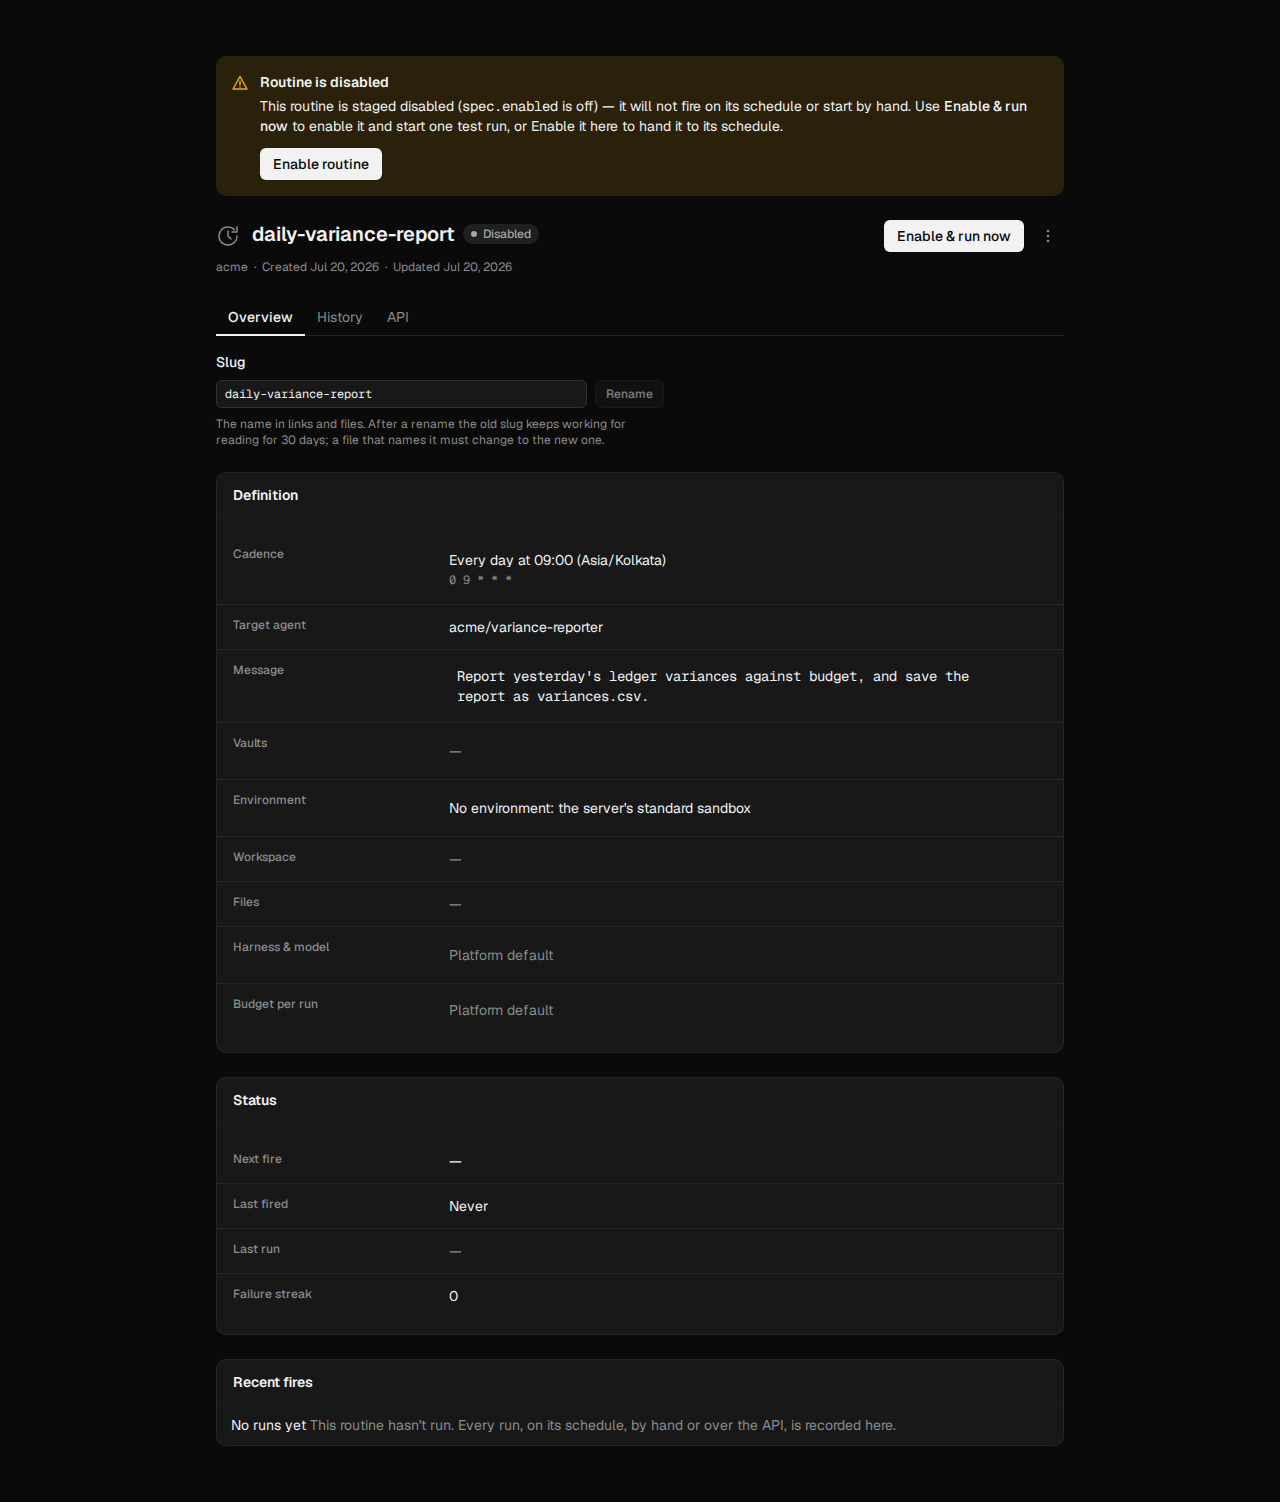 Routine is disabled
This routine is staged disabled (spec.enabled is off) — it will not fire on its schedule or start by hand. Use Enable & run
now to enable it and start one test run, or Enable it here to hand it to its schedule.
Enable routine
daily-variance-report
Disabled
Enable & run now
acme · Created Jul 20, 2026 · Updated Jul 20, 2026
Overview
History
API
Slug
daily-variance-report
Rename
The name in links and files. After a rename the old slug keeps working for
reading for 30 days; a file that names it must change to the new one.
Definition
Cadence
Every day at 09:00 (Asia/Kolkata)
0 9 * * *
Target agent
acme/variance-reporter
Message
Report yesterday's ledger variances against budget, and save the
report as variances.csv.
Vaults
—
Environment
No environment: the server's standard sandbox
Workspace
—
Files
—
Harness & model
Platform default
Budget per run
Platform default
Status
Next fire
—
Last fired
Never
Last run
—
Failure streak
0
Recent fires
No runs yet This routine hasn't run. Every run, on its schedule, by hand or over the API, is recorded here.